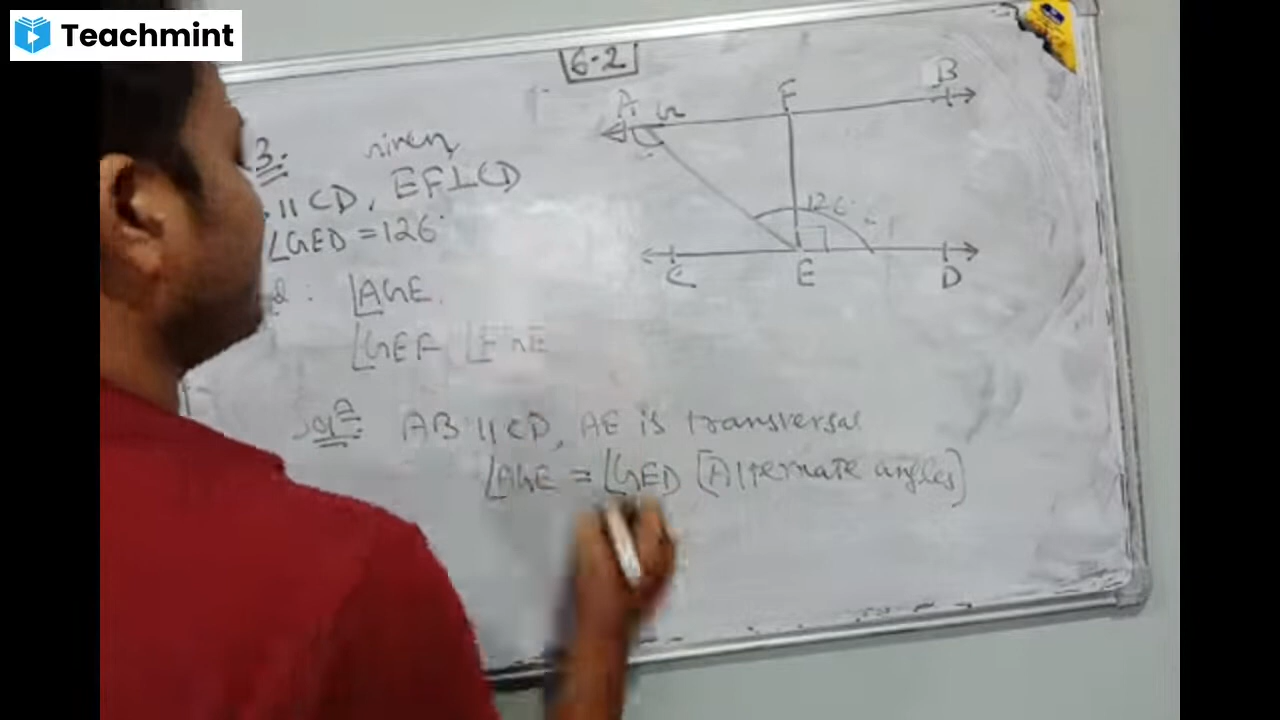 Teachmint
6.2
3. given
|| CD, EF⊥CD
∠GED = 126°
∠AGE
∠GEF ∠FGE
Solⁿ: AB || CD, AE is transversal
∠AGE = ∠GED [Alternate angles]
A G F B
126°
C E D